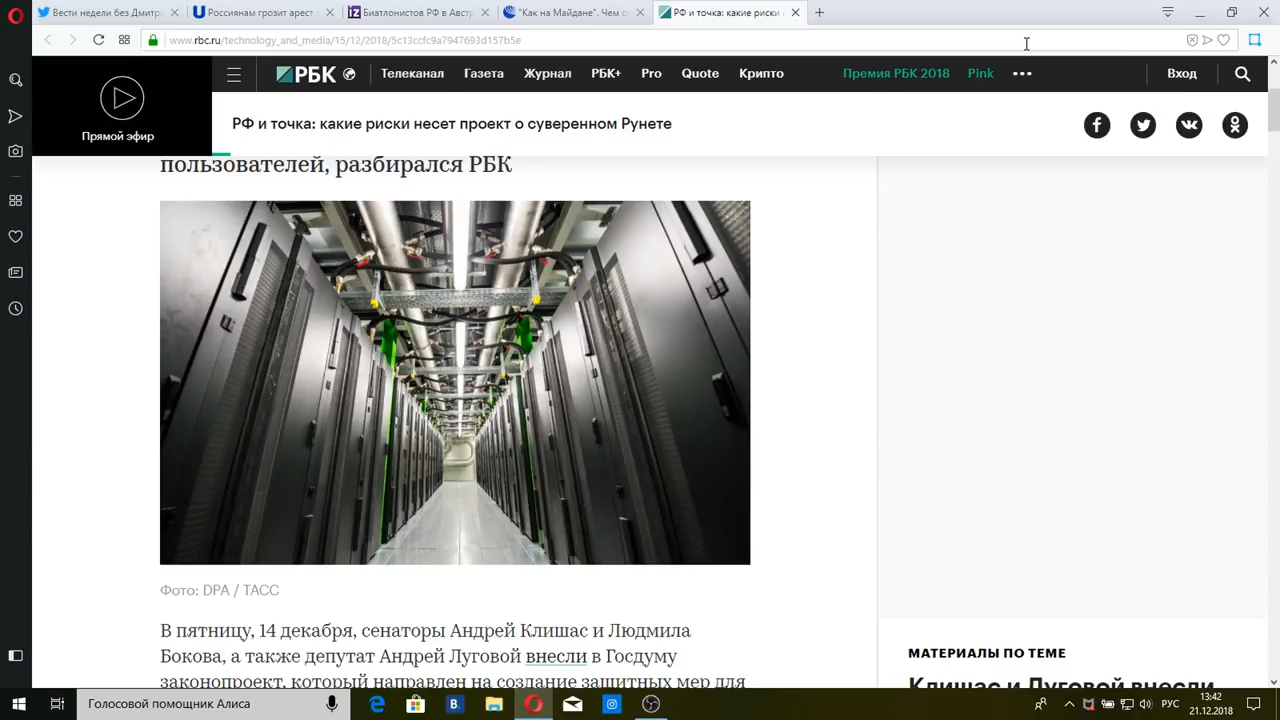 Вести недели без Дмитри
Россиянам грозит арест з
Биатлонистов РФ в Австр
"Как на Майдане". Чем с
РФ и точка: какие риски
www.rbc.ru/technology_and_media/15/12/2018/5c13ccfc9a7947693d157b5e
Прямой эфир
РБК
Телеканал
Газета
Журнал
РБК+
Pro
Quote
Крипто
Премия РБК 2018
Pink
Вход
РФ и точка: какие риски несет проект о суверенном Рунете
пользователей, разбирался РБК
Фото: DPA / ТАСС
В пятницу, 14 декабря, сенаторы Андрей Клишас и Людмила
Бокова, а также депутат Андрей Луговой внесли в Госдуму
законопроект, который направлен на создание защитных мер для
МАТЕРИАЛЫ ПО ТЕМЕ
Клишас и Луговой внесли
Голосовой помощник Алиса
РУС
13:42
21.12.2018